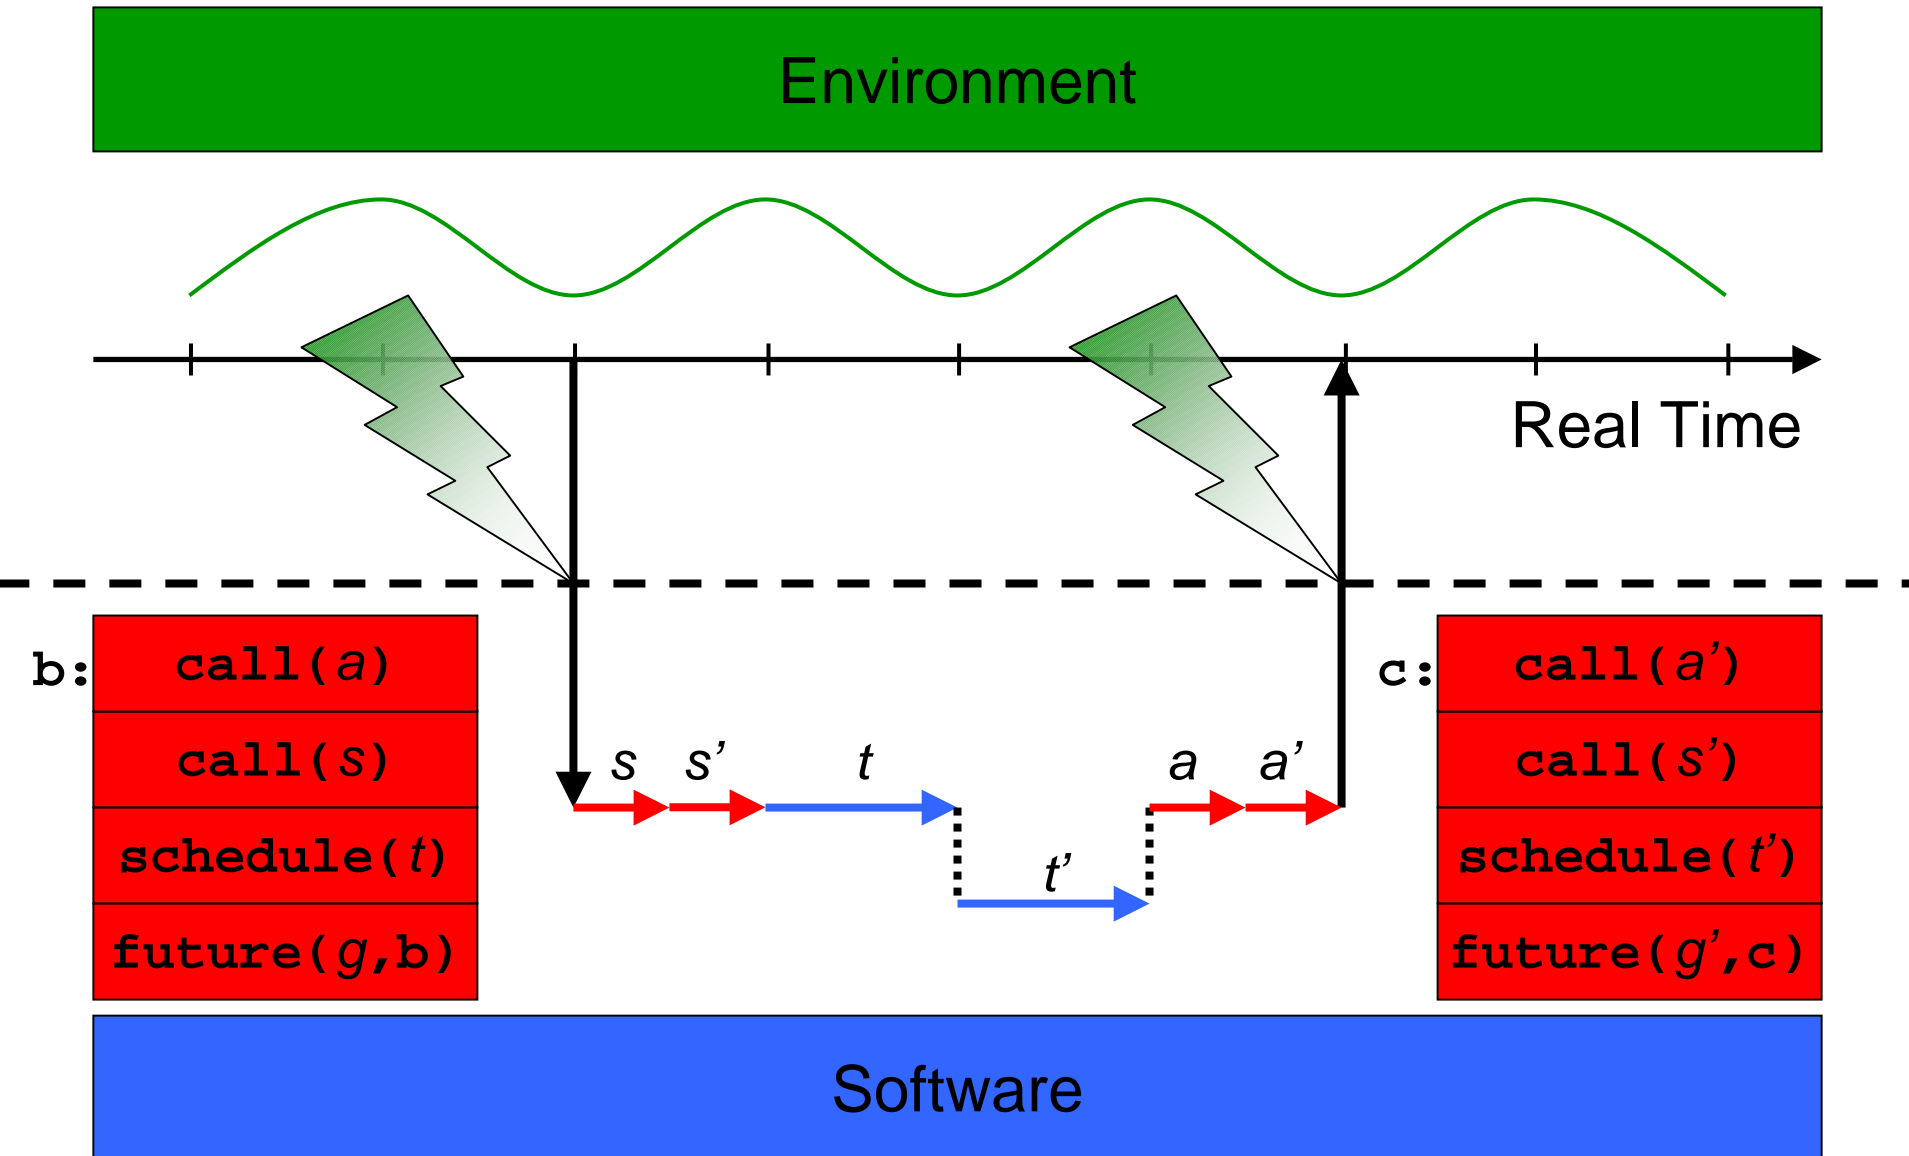 Environment
Real Time
b:
call(a)
call(s)
schedule(t)
future(g,b)
s s’ t a a’
t’
c:
call(a’)
call(s’)
schedule(t’)
future(g’,c)
Software